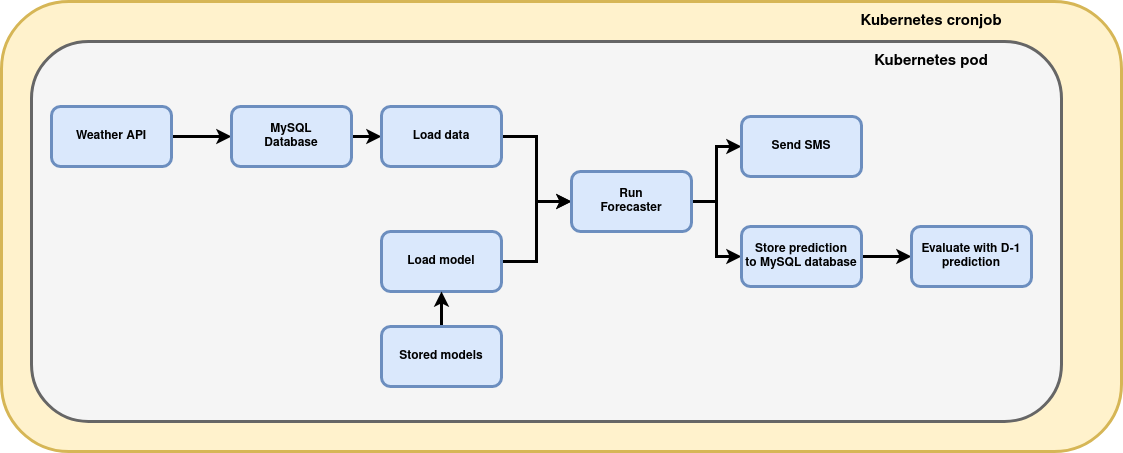 Kubernetes cronjob
Kubernetes pod
Weather API
MySQL
Database
Load data
Send SMS
Run
Forecaster
Load model
Store prediction
to MySQL database
Evaluate with D-1
prediction
Stored models